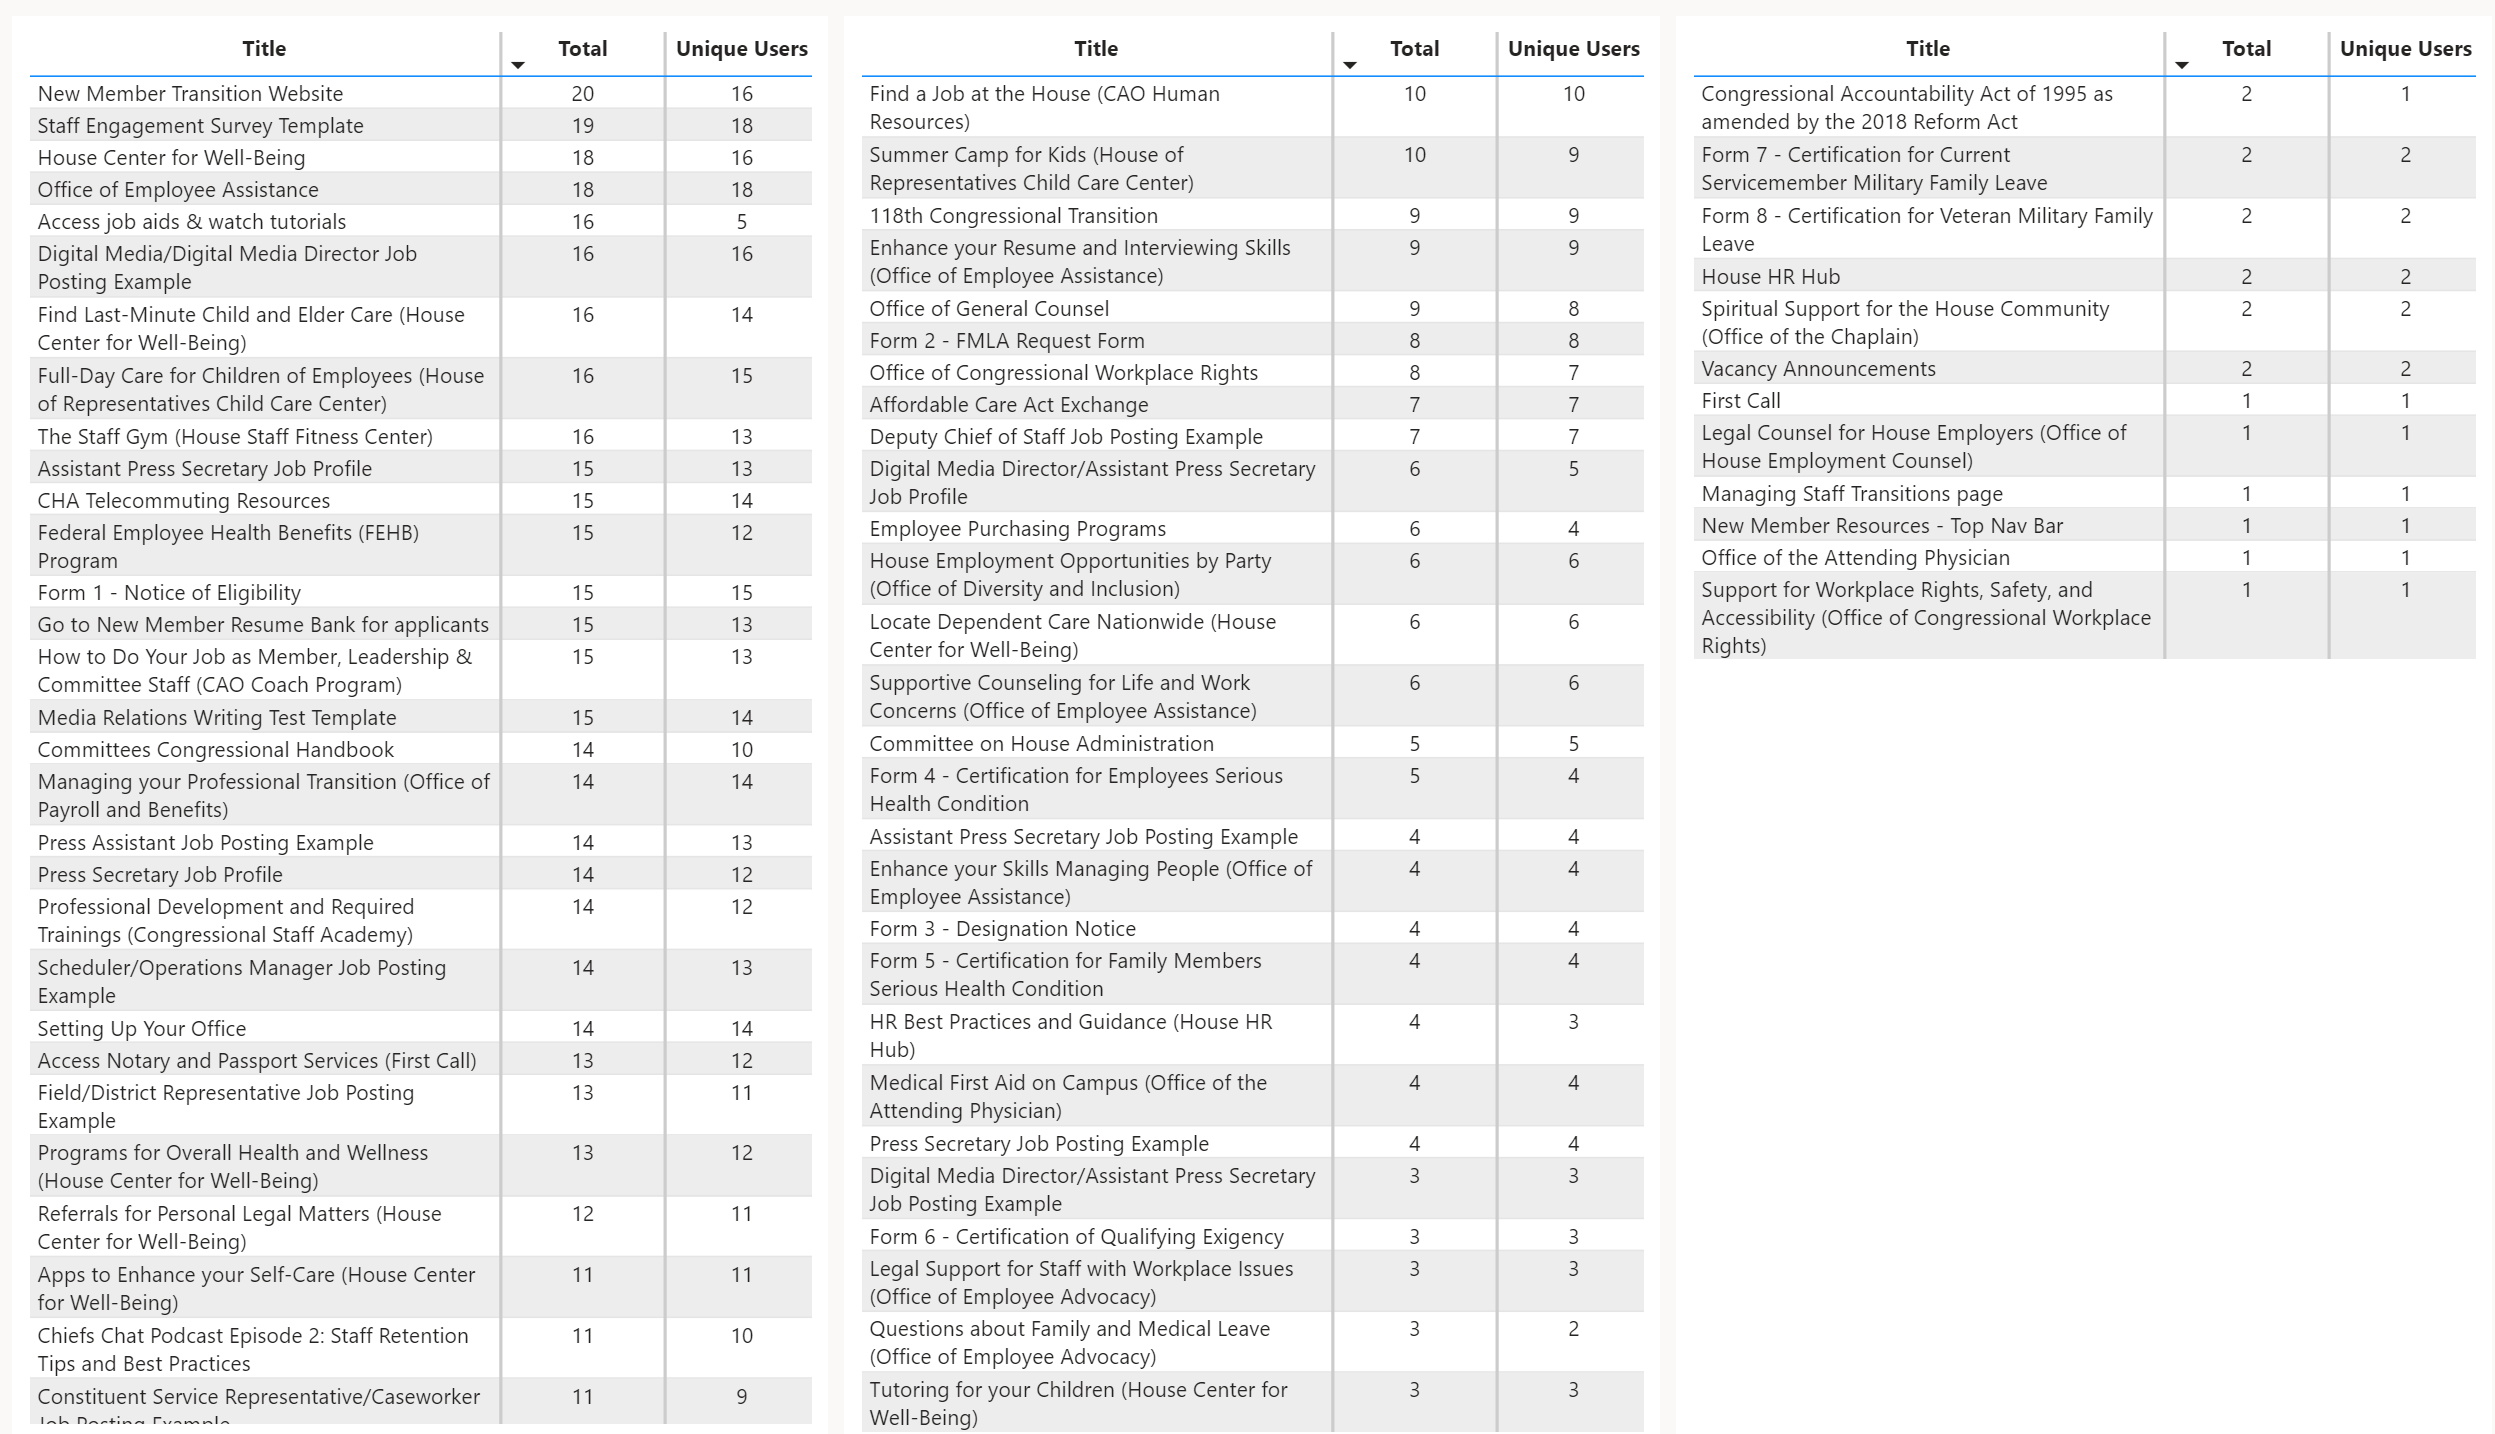 Title Total Unique Users
New Member Transition Website 20 16
Staff Engagement Survey Template 19 18
House Center for Well-Being 18 16
Office of Employee Assistance 18 18
Access job aids & watch tutorials 16 5
Digital Media/Digital Media Director Job 16 16
Posting Example
Find Last-Minute Child and Elder Care (House 16 14
Center for Well-Being)
Full-Day Care for Children of Employees (House 16 15
of Representatives Child Care Center)
The Staff Gym (House Staff Fitness Center) 16 13
Assistant Press Secretary Job Profile 15 13
CHA Telecommuting Resources 15 14
Federal Employee Health Benefits (FEHB) 15 12
Program
Form 1 - Notice of Eligibility 15 15
Go to New Member Resume Bank for applicants 15 13
How to Do Your Job as Member, Leadership & 15 13
Committee Staff (CAO Coach Program)
Media Relations Writing Test Template 15 14
Committees Congressional Handbook 14 10
Managing your Professional Transition (Office of 14 14
Payroll and Benefits)
Press Assistant Job Posting Example 14 13
Press Secretary Job Profile 14 12
Professional Development and Required 14 12
Trainings (Congressional Staff Academy)
Scheduler/Operations Manager Job Posting 14 13
Example
Setting Up Your Office 14 14
Access Notary and Passport Services (First Call) 13 12
Field/District Representative Job Posting 13 11
Example
Programs for Overall Health and Wellness 13 12
(House Center for Well-Being)
Referrals for Personal Legal Matters (House 12 11
Center for Well-Being)
Apps to Enhance your Self-Care (House Center 11 11
for Well-Being)
Chiefs Chat Podcast Episode 2: Staff Retention 11 10
Tips and Best Practices
Constituent Service Representative/Caseworker 11 9
Job Posting Example
Title Total Unique Users
Find a Job at the House (CAO Human 10 10
Resources)
Summer Camp for Kids (House of 10 9
Representatives Child Care Center)
118th Congressional Transition 9 9
Enhance your Resume and Interviewing Skills 9 9
(Office of Employee Assistance)
Office of General Counsel 9 8
Form 2 - FMLA Request Form 8 8
Office of Congressional Workplace Rights 8 7
Affordable Care Act Exchange 7 7
Deputy Chief of Staff Job Posting Example 7 7
Digital Media Director/Assistant Press Secretary 6 5
Job Profile
Employee Purchasing Programs 6 4
House Employment Opportunities by Party 6 6
(Office of Diversity and Inclusion)
Locate Dependent Care Nationwide (House 6 6
Center for Well-Being)
Supportive Counseling for Life and Work 6 6
Concerns (Office of Employee Assistance)
Committee on House Administration 5 5
Form 4 - Certification for Employees Serious 5 4
Health Condition
Assistant Press Secretary Job Posting Example 4 4
Enhance your Skills Managing People (Office of 4 4
Employee Assistance)
Form 3 - Designation Notice 4 4
Form 5 - Certification for Family Members 4 4
Serious Health Condition
HR Best Practices and Guidance (House HR 4 3
Hub)
Medical First Aid on Campus (Office of the 4 4
Attending Physician)
Press Secretary Job Posting Example 4 4
Digital Media Director/Assistant Press Secretary 3 3
Job Posting Example
Form 6 - Certification of Qualifying Exigency 3 3
Legal Support for Staff with Workplace Issues 3 3
(Office of Employee Advocacy)
Questions about Family and Medical Leave 3 2
(Office of Employee Advocacy)
Tutoring for your Children (House Center for 3 3
Well-Being)
Title Total Unique Users
Congressional Accountability Act of 1995 as 2 1
amended by the 2018 Reform Act
Form 7 - Certification for Current 2 2
Servicemember Military Family Leave
Form 8 - Certification for Veteran Military Family 2 2
Leave
House HR Hub 2 2
Spiritual Support for the House Community 2 2
(Office of the Chaplain)
Vacancy Announcements 2 2
First Call 1 1
Legal Counsel for House Employers (Office of 1 1
House Employment Counsel)
Managing Staff Transitions page 1 1
New Member Resources - Top Nav Bar 1 1
Office of the Attending Physician 1 1
Support for Workplace Rights, Safety, and 1 1
Accessibility (Office of Congressional Workplace
Rights)